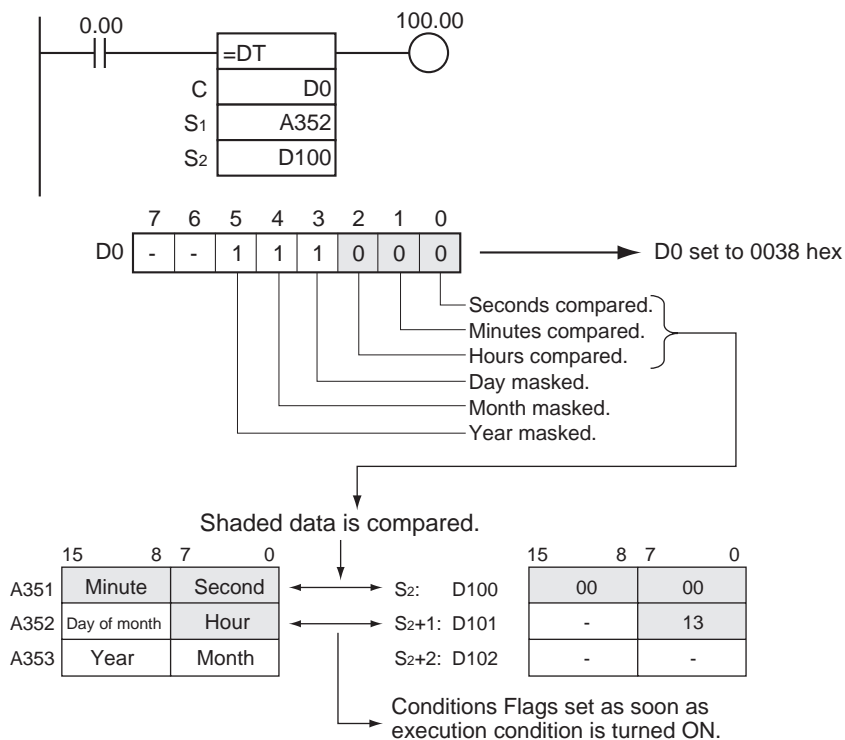 0.00 100.00
=DT
C D0
S1 A352
S2 D100
7 6 5 4 3 2 1 0
D0 - - 1 1 1 0 0 0 D0 set to 0038 hex
Seconds compared.
Minutes compared.
Hours compared.
Day masked.
Month masked.
Year masked.
Shaded data is compared.
15 8 7 0 15 8 7 0
A351 Minute Second S2: D100 00 00
A352 Day of month Hour S2+1: D101 - 13
A353 Year Month S2+2: D102 - -
Conditions Flags set as soon as
execution condition is turned ON.